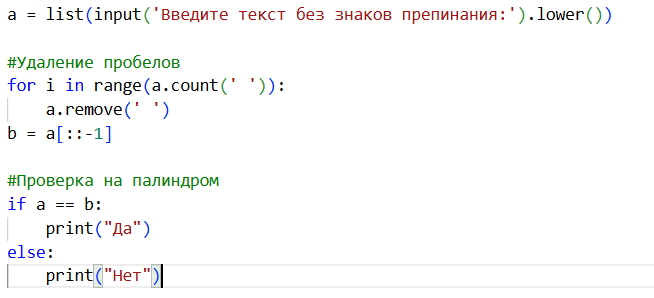 a = list(input('Введите текст без знаков препинания:').lower())
#Удаление пробелов
for i in range(a.count(' ')):
    a.remove(' ')
b = a[::-1]
#Проверка на палиндром
if a == b:
    print("Да")
else:
    print("Нет")